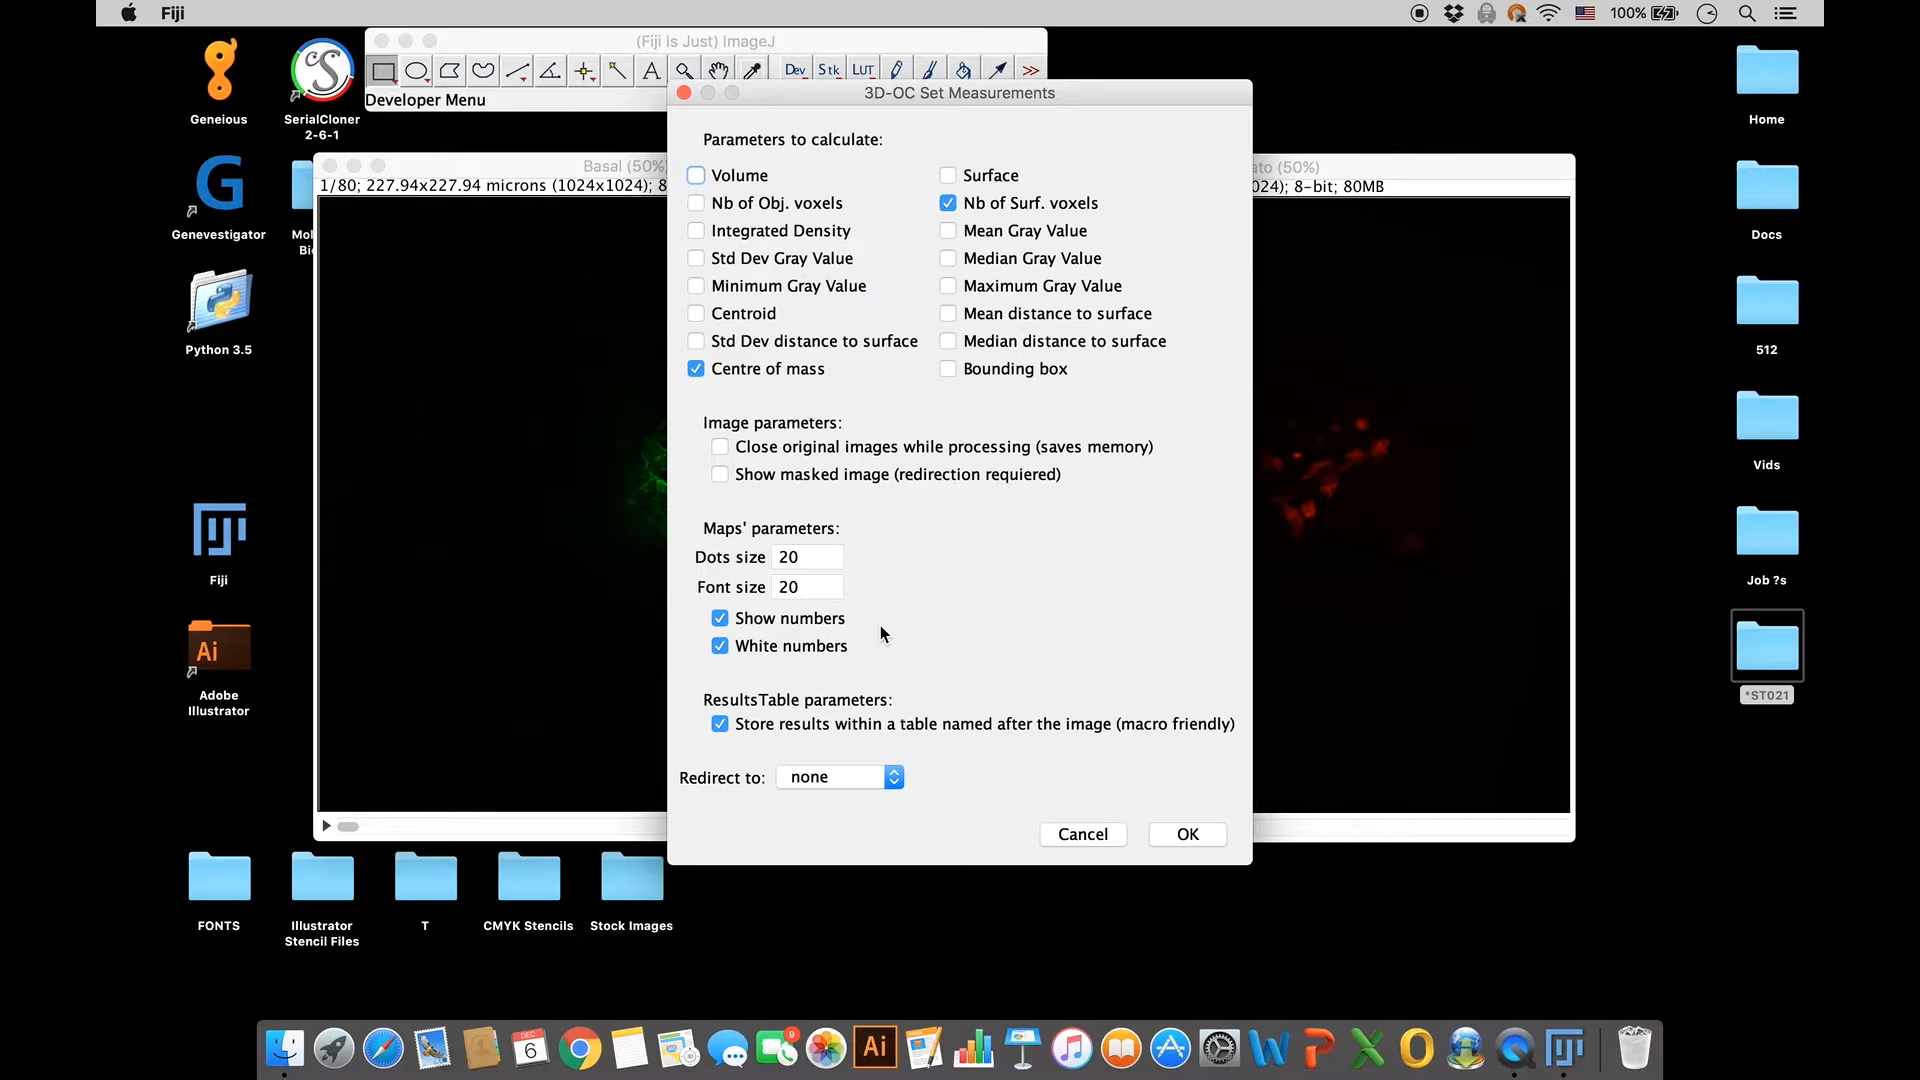 Fiji
100%
(Fiji Is Just) ImageJ
A
Dev
Stk
LUT
>>
Developer Menu
Geneious
SerialCloner
2-6-1
Genevestigator
Python 3.5
Fiji
Ai
Adobe
Illustrator
Basal (50%
1/80; 227.94x227.94 microns (1024x1024); 8
ato (50%)
024); 8-bit; 80MB
3D-OC Set Measurements
Parameters to calculate:
Volume
Surface
Nb of Obj. voxels
Nb of Surf. voxels
Integrated Density
Mean Gray Value
Std Dev Gray Value
Median Gray Value
Minimum Gray Value
Maximum Gray Value
Centroid
Mean distance to surface
Std Dev distance to surface
Median distance to surface
Centre of mass
Bounding box
Image parameters:
Close original images while processing (saves memory)
Show masked image (redirection requiered)
Maps' parameters:
Dots size 20
Font size 20
Show numbers
White numbers
ResultsTable parameters:
Store results within a table named after the image (macro friendly)
Redirect to: none
Cancel
OK
Home
Docs
512
Vids
Job ?s
*ST021
FONTS
Illustrator
Stencil Files
T
CMYK Stencils
Stock Images
DEC
6
9
Ai